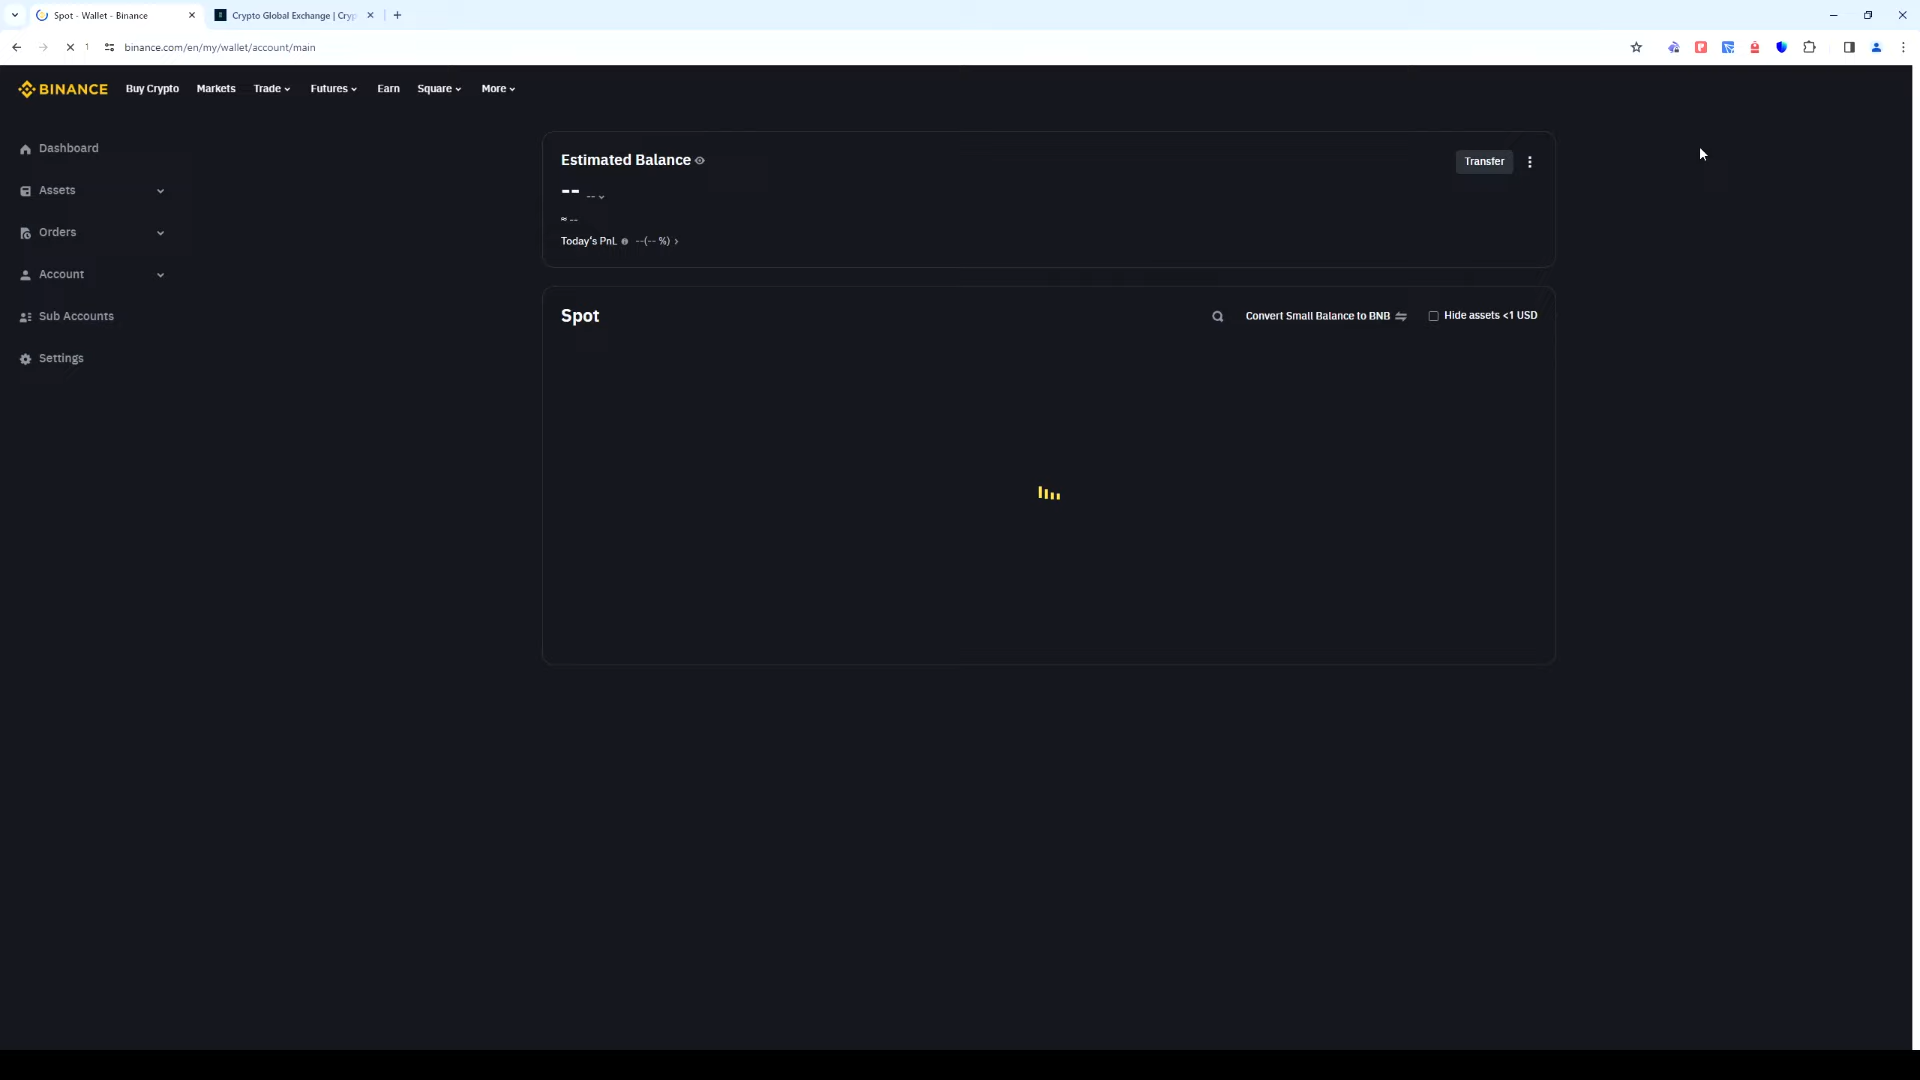 Spot - Wallet - Binance
Crypto Global Exchange | Cryp
1
binance.com/en/my/wallet/account/main
BINANCE Buy Crypto Markets Trade Futures Earn Square More
Dashboard
Assets
Orders
Account
Sub Accounts
Settings
Estimated Balance
Transfer
-- --
≈ --
Today's PnL --(-- %)
Spot
Convert Small Balance to BNB
Hide assets <1 USD